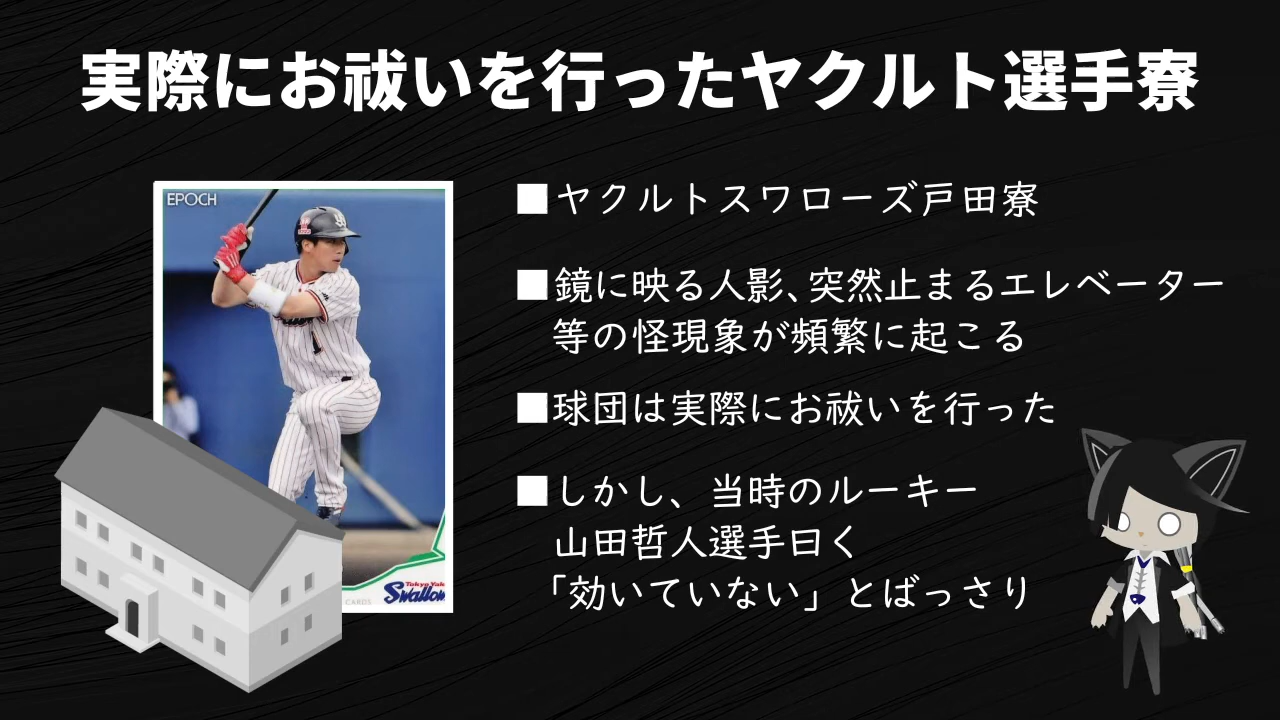 実際にお祓いを行ったヤクルト選手寮
EPOCH
■ヤクルトスワローズ戸田寮
■鏡に映る人影、突然止まるエレベーター
等の怪現象が頻繁に起こる
■球団は実際にお祓いを行った
■しかし、当時のルーキー
山田哲人選手曰く
「効いていない」とばっさり
1
Tokyo Yak
Swallow
CARDS